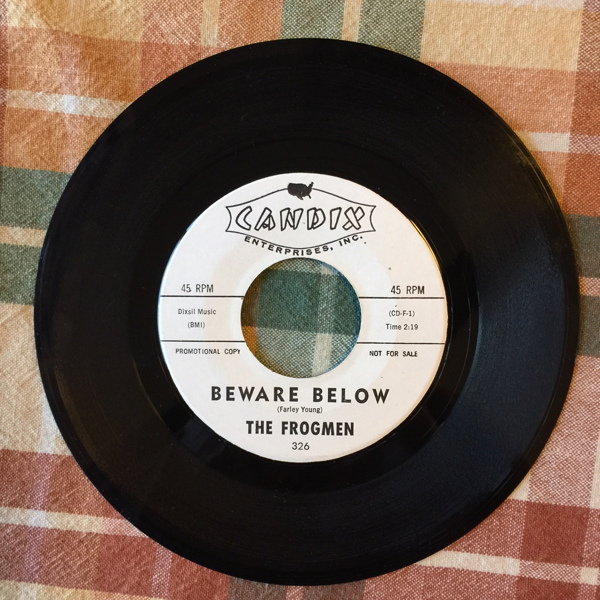 CANDIX
ENTERPRISES, INC.
45 RPM
45 RPM
Dixsil Music
(BMI)
(CD-F-1)
Time 2:19
PROMOTIONAL COPY
NOT FOR SALE
BEWARE BELOW
(Farley Young)
THE FROGMEN
326